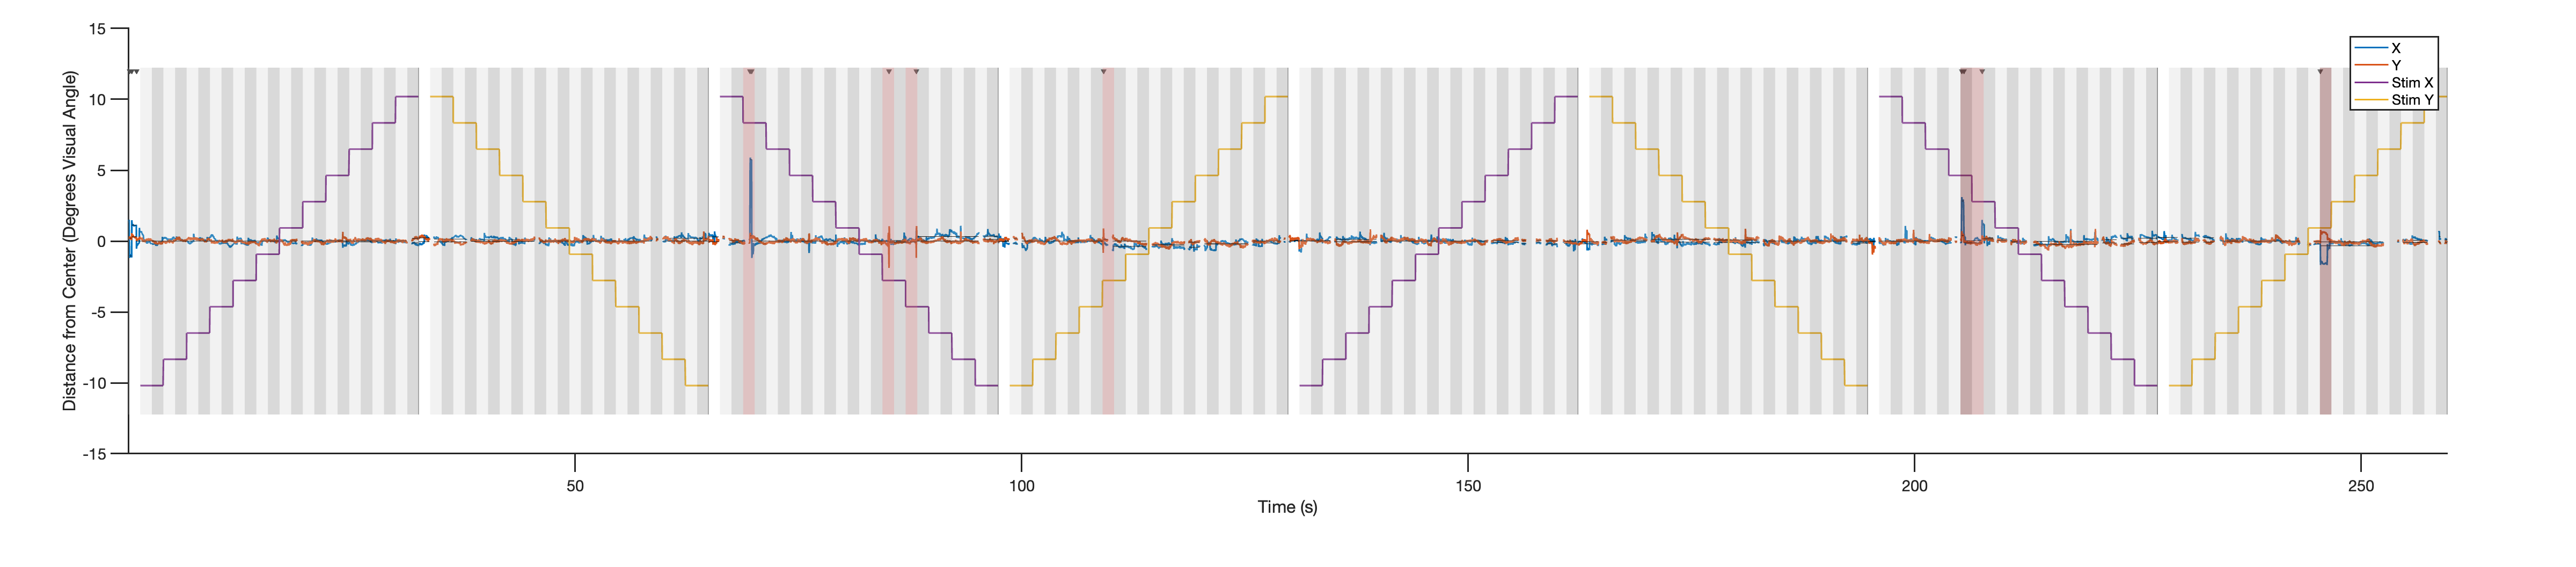 15
10
5
0
-5
-10
-15
Distance from Center (Degrees Visual Angle)
50
100
150
200
250
Time (s)
X
Y
Stim X
Stim Y